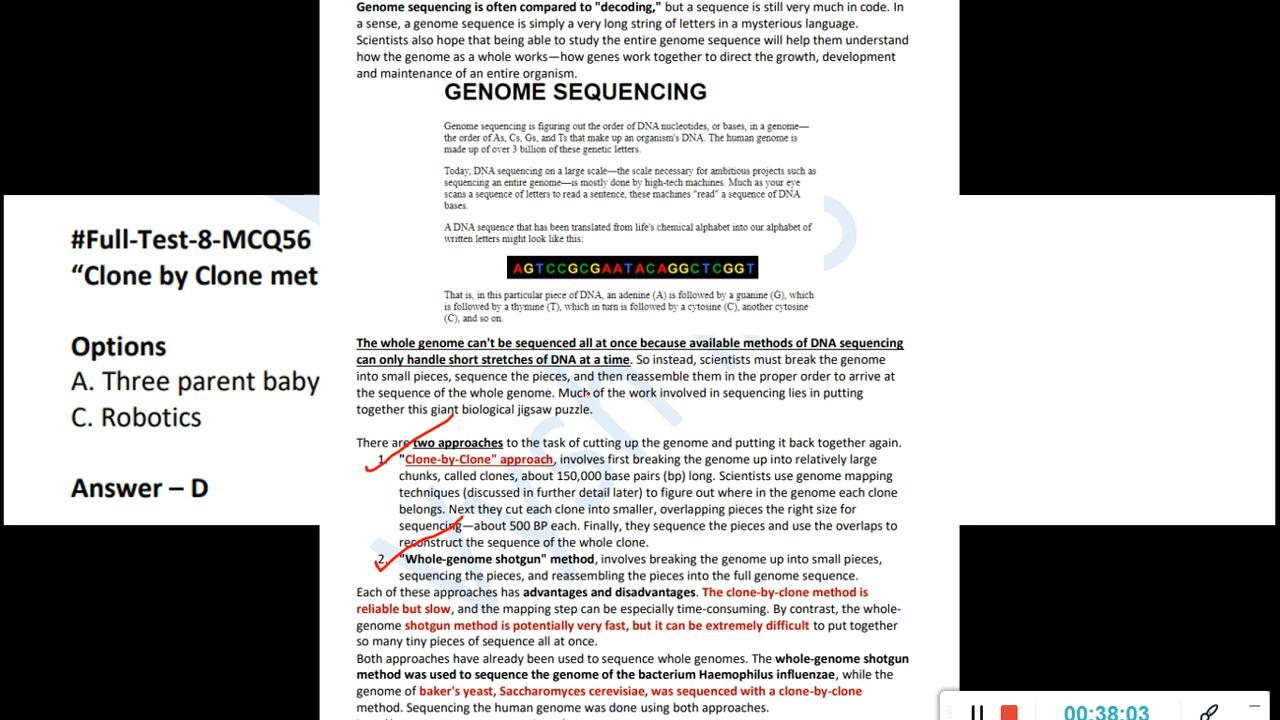 Genome sequencing is often compared to "decoding," but a sequence is still very much in code. In
a sense, a genome sequence is simply a very long string of letters in a mysterious language.
Scientists also hope that being able to study the entire genome sequence will help them understand
how the genome as a whole works—how genes work together to direct the growth, development
and maintenance of an entire organism.
GENOME SEQUENCING
Genome sequencing is figuring out the order of DNA nucleotides, or bases, in a genome—
the order of As, Cs, Gs, and Ts that make up an organism's DNA. The human genome is
made up of over 3 billion of these genetic letters.
Today, DNA sequencing on a large scale—the scale necessary for ambitious projects such as
sequencing an entire genome—is mostly done by high-tech machines. Much as your eye
scans a sequence of letters to read a sentence, these machines "read" a sequence of DNA
bases.
A DNA sequence that has been translated from life's chemical alphabet into our alphabet of
written letters might look like this:
AGTCCGCGAATACAGGCTCGGT
That is, in this particular piece of DNA, an adenine (A) is followed by a guanine (G), which
is followed by a thymine (T), which in turn is followed by a cytosine (C), another cytosine
(C), and so on.
The whole genome can't be sequenced all at once because available methods of DNA sequencing
can only handle short stretches of DNA at a time. So instead, scientists must break the genome
into small pieces, sequence the pieces, and then reassemble them in the proper order to arrive at
the sequence of the whole genome. Much of the work involved in sequencing lies in putting
together this giant biological jigsaw puzzle.
There are two approaches to the task of cutting up the genome and putting it back together again.
1. "Clone-by-Clone" approach, involves first breaking the genome up into relatively large
chunks, called clones, about 150,000 base pairs (bp) long. Scientists use genome mapping
techniques (discussed in further detail later) to figure out where in the genome each clone
belongs. Next they cut each clone into smaller, overlapping pieces the right size for
sequencing—about 500 BP each. Finally, they sequence the pieces and use the overlaps to
reconstruct the sequence of the whole clone.
2. "Whole-genome shotgun" method, involves breaking the genome up into small pieces,
sequencing the pieces, and reassembling the pieces into the full genome sequence.
Each of these approaches has advantages and disadvantages. The clone-by-clone method is
reliable but slow, and the mapping step can be especially time-consuming. By contrast, the whole-
genome shotgun method is potentially very fast, but it can be extremely difficult to put together
so many tiny pieces of sequence all at once.
Both approaches have already been used to sequence whole genomes. The whole-genome shotgun
method was used to sequence the genome of the bacterium Haemophilus influenzae, while the
genome of baker's yeast, Saccharomyces cerevisiae, was sequenced with a clone-by-clone
method. Sequencing the human genome was done using both approaches.
#Full-Test-8-MCQ56
“Clone by Clone met
Options
A. Three parent baby
C. Robotics
Answer – D
00:38:03